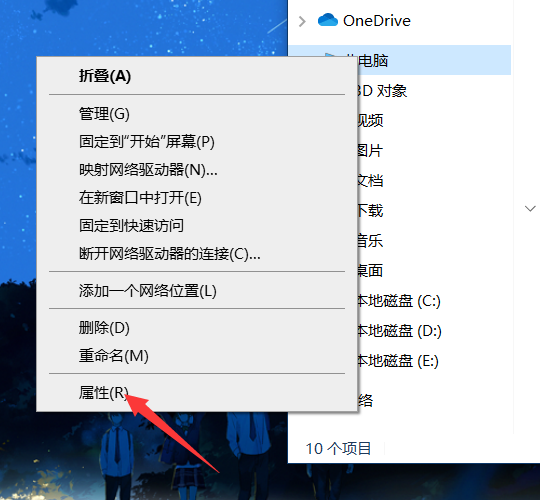 OneDrive
此电脑
3D 对象
视频
图片
文档
下载
音乐
桌面
本地磁盘 (C:)
本地磁盘 (D:)
本地磁盘 (E:)
络
10 个项目
折叠(A)
管理(G)
固定到"开始"屏幕(P)
映射网络驱动器(N)...
在新窗口中打开(E)
固定到快速访问
断开网络驱动器的连接(C)...
添加一个网络位置(L)
删除(D)
重命名(M)
属性(R)